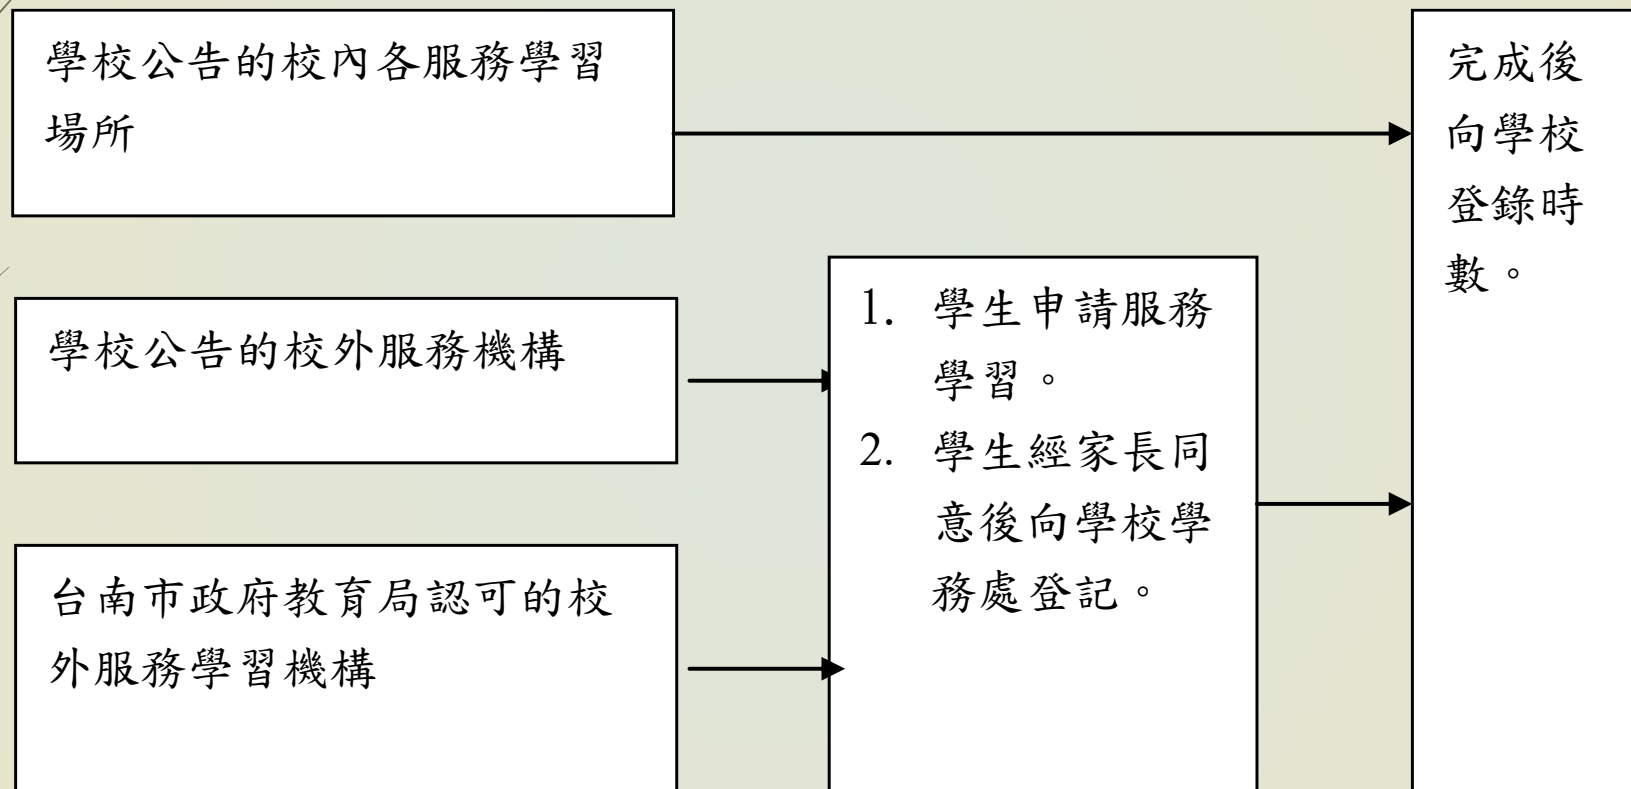 學校公告的校內各服務學習
場所
學校公告的校外服務機構
台南市政府教育局認可的校
外服務學習機構
1. 學生申請服務
學習。
2. 學生經家長同
意後向學校學
務處登記。
完成後
向學校
登錄時
數。